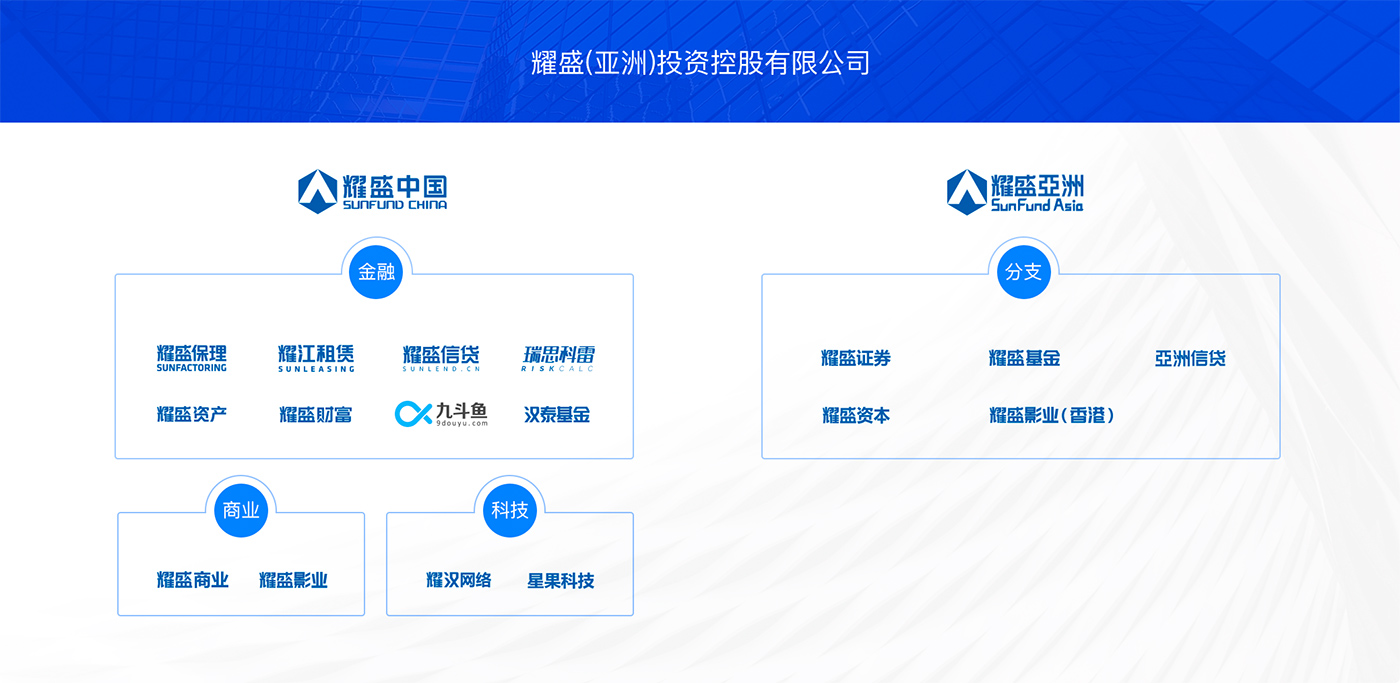 耀盛(亚洲)投资控股有限公司
耀盛中国
SUNFUND CHINA
金融
耀盛保理
SUNFACTORING
耀江租赁
SUNLEASING
耀盛信贷
SUNLEND.CN
瑞思科雷
RISKCALC
耀盛资产
耀盛财富
九斗鱼
9douyu.com
汉泰基金
商业
耀盛商业
耀盛影业
科技
耀汉网络
星果科技
耀盛亞洲
SunFund Asia
分支
耀盛证券
耀盛基金
亞洲信贷
耀盛资本
耀盛影业(香港)